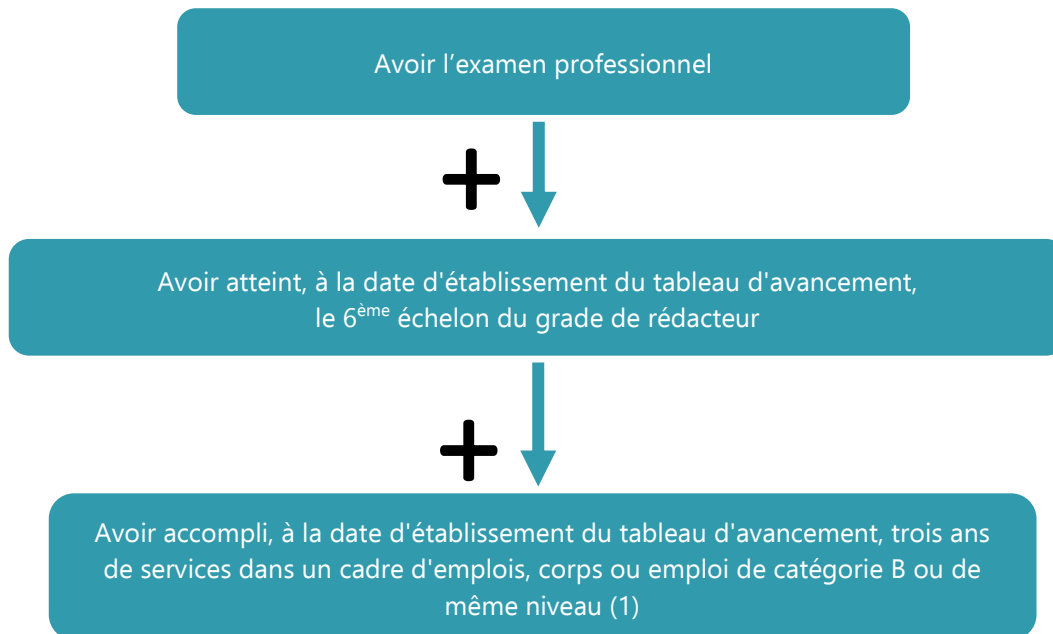 Avoir l’examen professionnel
+
Avoir atteint, à la date d'établissement du tableau d'avancement,
le 6ème échelon du grade de rédacteur
+
Avoir accompli, à la date d'établissement du tableau d'avancement, trois ans
de services dans un cadre d'emplois, corps ou emploi de catégorie B ou de
même niveau (1)